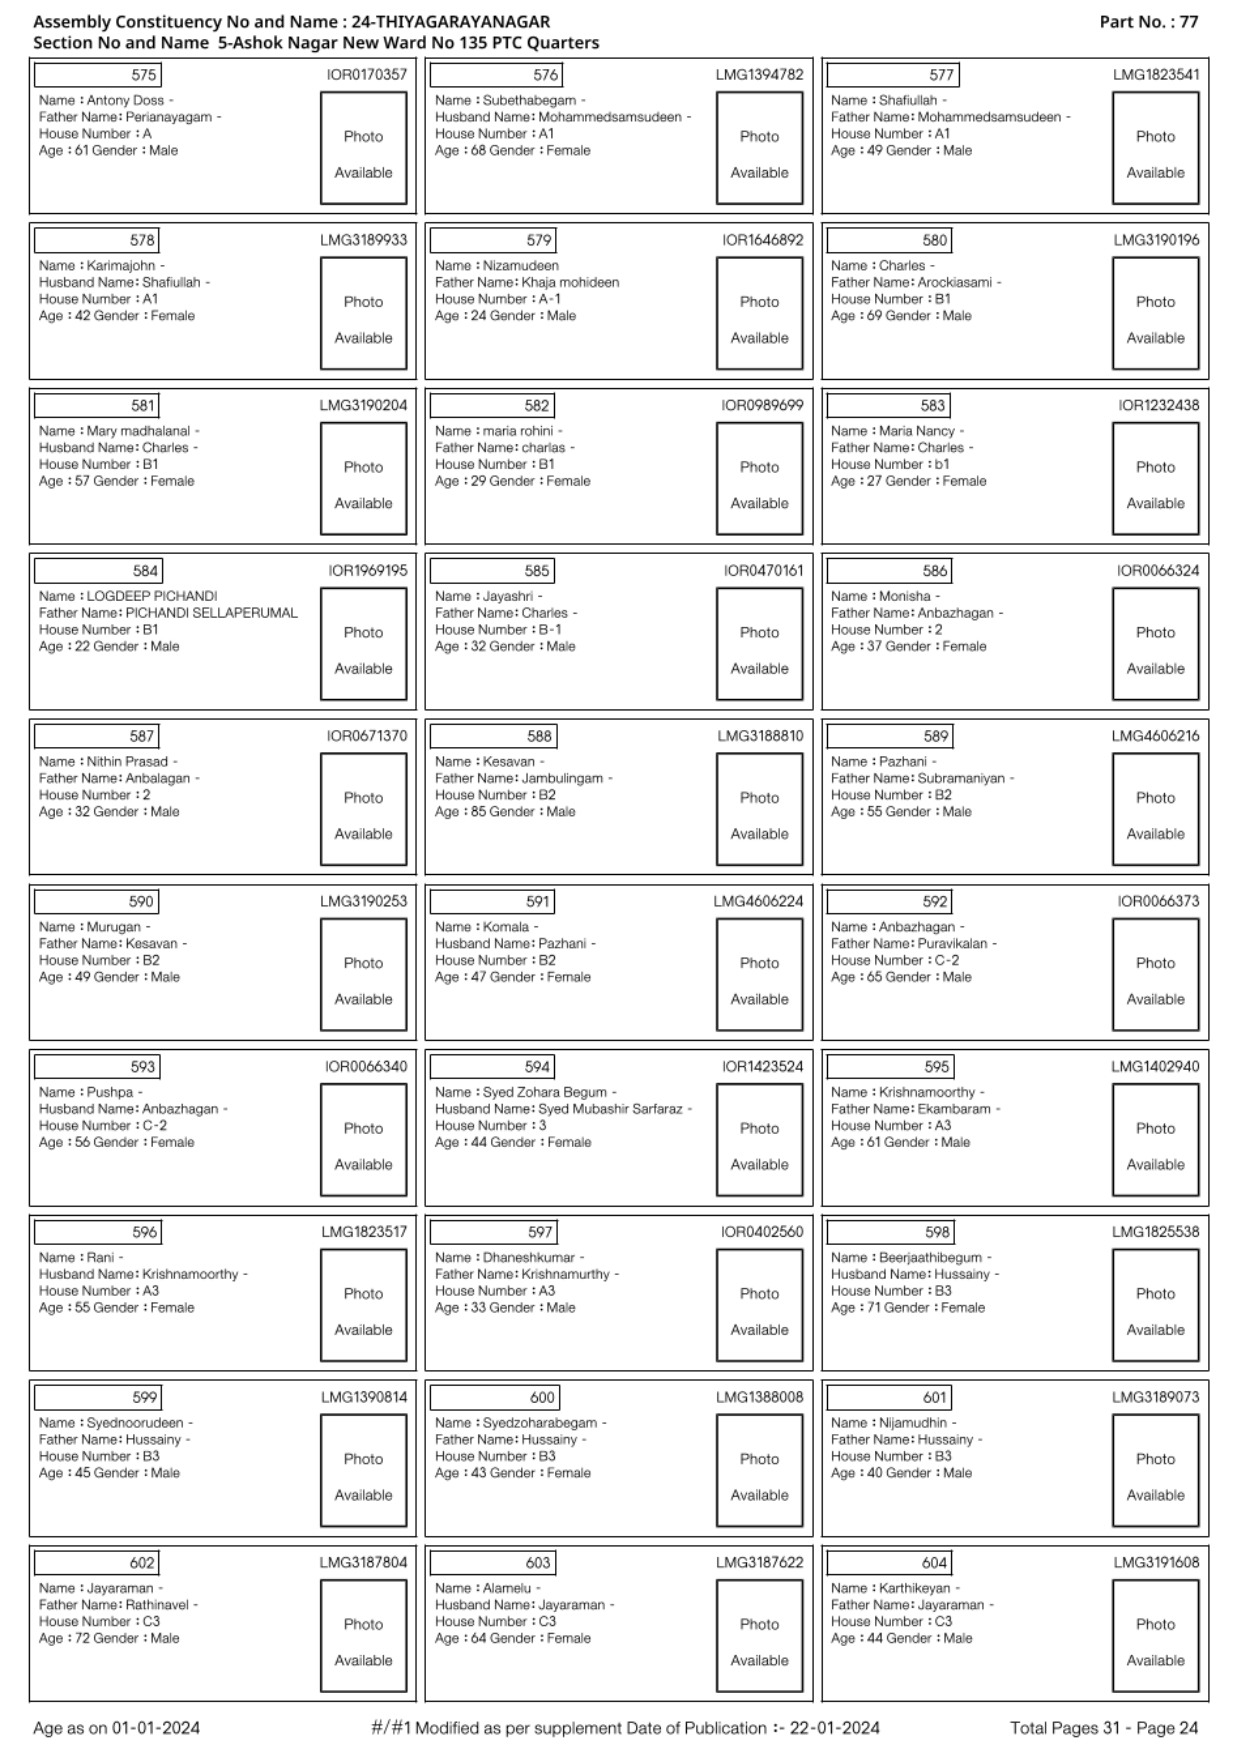 Assembly Constituency No and Name : 24-THIYAGARAYANAGAR
Part No. : 77
Section No and Name 5-Ashok Nagar New Ward No 135 PTC Quarters
575
IOR0170357
Name : Antony Doss -
Father Name: Perianayagam -
House Number : A
Age : 61 Gender : Male
Photo
Available
576
LMG1394782
Name : Subethabegam -
Husband Name: Mohammedsamsudeen -
House Number : A1
Age : 68 Gender : Female
Photo
Available
577
LMG1823541
Name : Shafiullah -
Father Name: Mohammedsamsudeen -
House Number : A1
Age : 49 Gender : Male
Photo
Available
578
LMG3189933
Name : Karimajohn -
Husband Name: Shafiullah -
House Number : A1
Age : 42 Gender : Female
Photo
Available
579
IOR1646892
Name : Nizamudeen
Father Name: Khaja mohideen
House Number : A-1
Age : 24 Gender : Male
Photo
Available
580
LMG3190196
Name : Charles -
Father Name: Arockiasami -
House Number : B1
Age : 69 Gender : Male
Photo
Available
581
LMG3190204
Name : Mary madhalanal -
Husband Name: Charles -
House Number : B1
Age : 57 Gender : Female
Photo
Available
582
IOR0989699
Name : maria rohini -
Father Name: charlas -
House Number : B1
Age : 29 Gender : Female
Photo
Available
583
IOR1232438
Name : Maria Nancy -
Father Name: Charles -
House Number : b1
Age : 27 Gender : Female
Photo
Available
584
IOR1969195
Name : LOGDEEP PICHANDI
Father Name: PICHANDI SELLAPERUMAL
House Number : B1
Age : 22 Gender : Male
Photo
Available
585
IOR0470161
Name : Jayashri -
Father Name: Charles -
House Number : B-1
Age : 32 Gender : Male
Photo
Available
586
IOR0066324
Name : Monisha -
Father Name: Anbazhagan -
House Number : 2
Age : 37 Gender : Female
Photo
Available
587
IOR0671370
Name : Nithin Prasad -
Father Name: Anbalagan -
House Number : 2
Age : 32 Gender : Male
Photo
Available
588
LMG3188810
Name : Kesavan -
Father Name: Jambulingam -
House Number : B2
Age : 85 Gender : Male
Photo
Available
589
LMG4606216
Name : Pazhani -
Father Name: Subramaniyan -
House Number : B2
Age : 55 Gender : Male
Photo
Available
590
LMG3190253
Name : Murugan -
Father Name: Kesavan -
House Number : B2
Age : 49 Gender : Male
Photo
Available
591
LMG4606224
Name : Komala -
Husband Name: Pazhani -
House Number : B2
Age : 47 Gender : Female
Photo
Available
592
IOR0066373
Name : Anbazhagan -
Father Name: Puravikalan -
House Number : C-2
Age : 65 Gender : Male
Photo
Available
593
IOR0066340
Name : Pushpa -
Husband Name: Anbazhagan -
House Number : C-2
Age : 56 Gender : Female
Photo
Available
594
IOR1423524
Name : Syed Zohara Begum -
Husband Name: Syed Mubashir Sarfaraz -
House Number : 3
Age : 44 Gender : Female
Photo
Available
595
LMG1402940
Name : Krishnamoorthy -
Father Name: Ekambaram -
House Number : A3
Age : 61 Gender : Male
Photo
Available
596
LMG1823517
Name : Rani -
Husband Name: Krishnamoorthy -
House Number : A3
Age : 55 Gender : Female
Photo
Available
597
IOR0402560
Name : Dhaneshkumar -
Father Name: Krishnamurthy -
House Number : A3
Age : 33 Gender : Male
Photo
Available
598
LMG1825538
Name : Beerjaathibegum -
Husband Name: Hussainy -
House Number : B3
Age : 71 Gender : Female
Photo
Available
599
LMG1390814
Name : Syednoorudeen -
Father Name: Hussainy -
House Number : B3
Age : 45 Gender : Male
Photo
Available
600
LMG1388008
Name : Syedzoharabegam -
Father Name: Hussainy -
House Number : B3
Age : 43 Gender : Female
Photo
Available
601
LMG3189073
Name : Nijamudhin -
Father Name: Hussainy -
House Number : B3
Age : 40 Gender : Male
Photo
Available
602
LMG3187804
Name : Jayaraman -
Father Name: Rathinavel -
House Number : C3
Age : 72 Gender : Male
Photo
Available
603
LMG3187622
Name : Alamelu -
Husband Name: Jayaraman -
House Number : C3
Age : 64 Gender : Female
Photo
Available
604
LMG3191608
Name : Karthikeyan -
Father Name: Jayaraman -
House Number : C3
Age : 44 Gender : Male
Photo
Available
Age as on 01-01-2024
#/#1 Modified as per supplement Date of Publication :- 22-01-2024
Total Pages 31 - Page 24